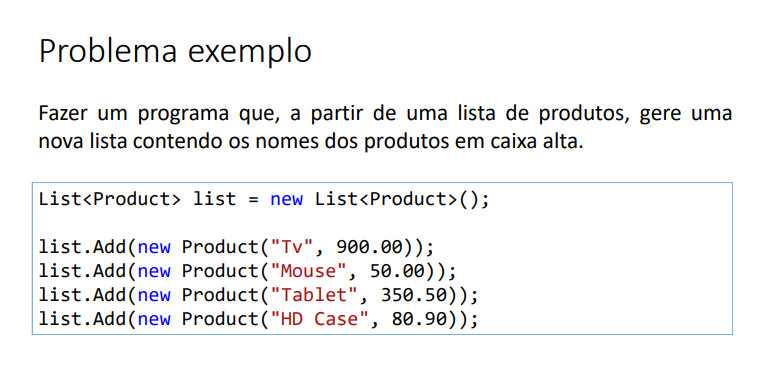 Problema exemplo
Fazer um programa que, a partir de uma lista de produtos, gere uma
nova lista contendo os nomes dos produtos em caixa alta.
List<Product> list = new List<Product>();
list.Add(new Product("Tv", 900.00));
list.Add(new Product("Mouse", 50.00));
list.Add(new Product("Tablet", 350.50));
list.Add(new Product("HD Case", 80.90));